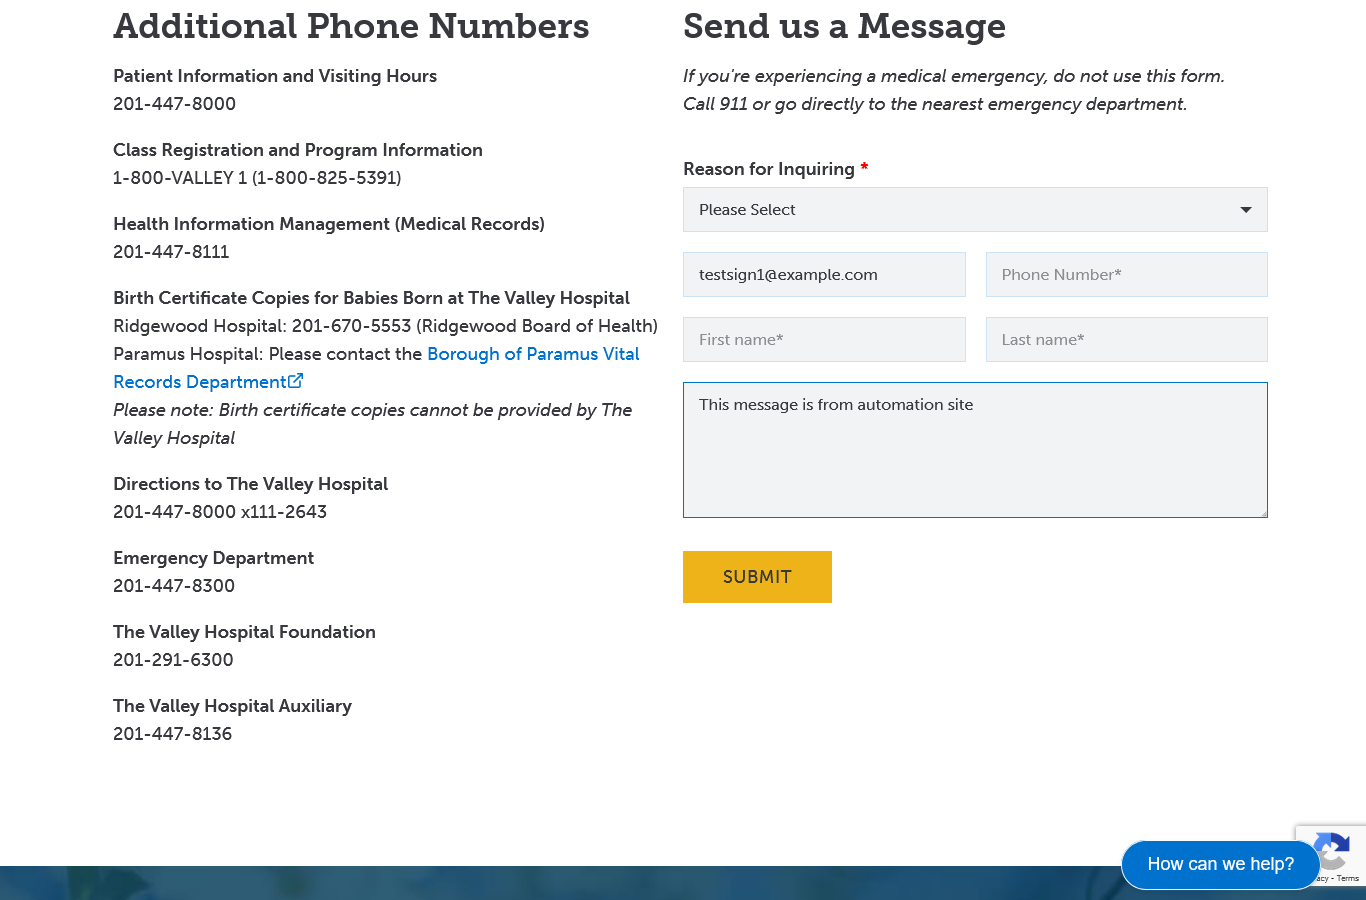 Additional Phone Numbers
Patient Information and Visiting Hours
201-447-8000
Class Registration and Program Information
1-800-VALLEY 1 (1-800-825-5391)
Health Information Management (Medical Records)
201-447-8111
Birth Certificate Copies for Babies Born at The Valley Hospital
Ridgewood Hospital: 201-670-5553 (Ridgewood Board of Health)
Paramus Hospital: Please contact the Borough of Paramus Vital
Records Department
Please note: Birth certificate copies cannot be provided by The
Valley Hospital
Directions to The Valley Hospital
201-447-8000 x111-2643
Emergency Department
201-447-8300
The Valley Hospital Foundation
201-291-6300
The Valley Hospital Auxiliary
201-447-8136
Send us a Message
If you're experiencing a medical emergency, do not use this form.
Call 911 or go directly to the nearest emergency department.
Reason for Inquiring *
Please Select
testsign1@example.com
Phone Number*
First name*
Last name*
This message is from automation site
SUBMIT
How can we help?
- Terms